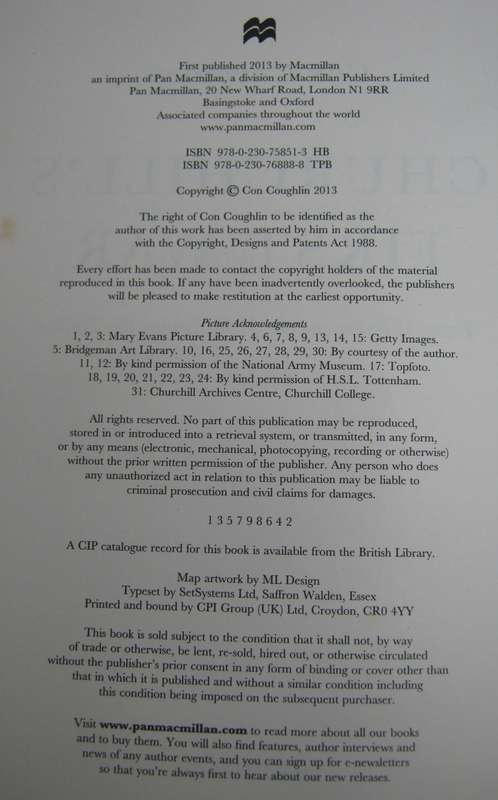 First published 2013 by Macmillan
an imprint of Pan Macmillan, a division of Macmillan Publishers Limited
Pan Macmillan, 20 New Wharf Road, London N1 9RR
Basingstoke and Oxford
Associated companies throughout the world
www.panmacmillan.com
ISBN 978-0-230-75851-3 HB
ISBN 978-0-230-76888-8 TPB
Copyright © Con Coughlin 2013
The right of Con Coughlin to be identified as the
author of this work has been asserted by him in accordance
with the Copyright, Designs and Patents Act 1988.
Every effort has been made to contact the copyright holders of the material
reproduced in this book. If any have been inadvertently overlooked, the publishers
will be pleased to make restitution at the earliest opportunity.
Picture Acknowledgements
1, 2, 3: Mary Evans Picture Library. 4, 6, 7, 8, 9, 13, 14, 15: Getty Images.
5: Bridgeman Art Library. 10, 16, 25, 26, 27, 28, 29, 30: By courtesy of the author.
11, 12: By kind permission of the National Army Museum. 17: Topfoto.
18, 19, 20, 21, 22, 23, 24: By kind permission of H.S.L. Tottenham.
31: Churchill Archives Centre, Churchill College.
All rights reserved. No part of this publication may be reproduced,
stored in or introduced into a retrieval system, or transmitted, in any form,
or by any means (electronic, mechanical, photocopying, recording or otherwise)
without the prior written permission of the publisher. Any person who does
any unauthorized act in relation to this publication may be liable to
criminal prosecution and civil claims for damages.
1 3 5 7 9 8 6 4 2
A CIP catalogue record for this book is available from the British Library.
Map artwork by ML Design
Typeset by SetSystems Ltd, Saffron Walden, Essex
Printed and bound by CPI Group (UK) Ltd, Croydon, CR0 4YY
This book is sold subject to the condition that it shall not, by way
of trade or otherwise, be lent, re-sold, hired out, or otherwise circulated
without the publisher's prior consent in any form of binding or cover other than
that in which it is published and without a similar condition including
this condition being imposed on the subsequent purchaser.
Visit www.panmacmillan.com to read more about all our books
and to buy them. You will also find features, author interviews and
news of any author events, and you can sign up for e-newsletters
so that you're always first to hear about our new releases.